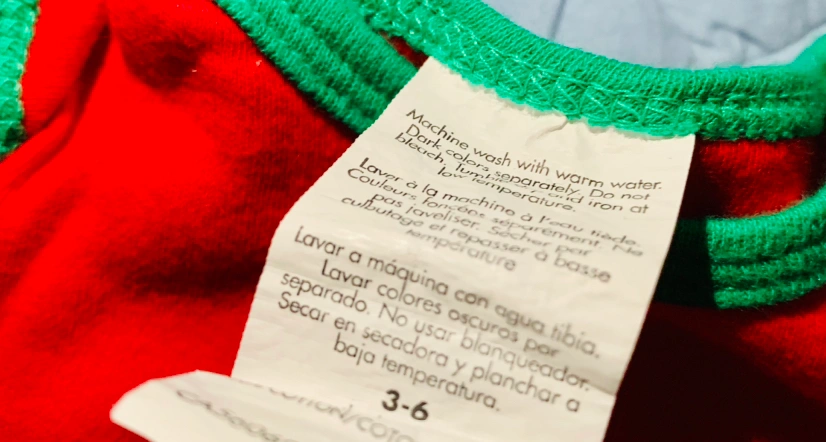 Machine wash with warm water.
Dark colors separately. Do not
bleach. Tumble and iron at
low temperature.
Laver à la machine à l'eau tiède.
Couleurs foncées séparément. Ne
pas javeliser. Sécher par
culbutage et repasser à basse
température
Lavar a máquina con agua tibia.
Lavar colores oscuros por
separado. No usar blanqueador.
Secar en secadora y planchar a
baja temperatura.
3-6
COTTON/COTO